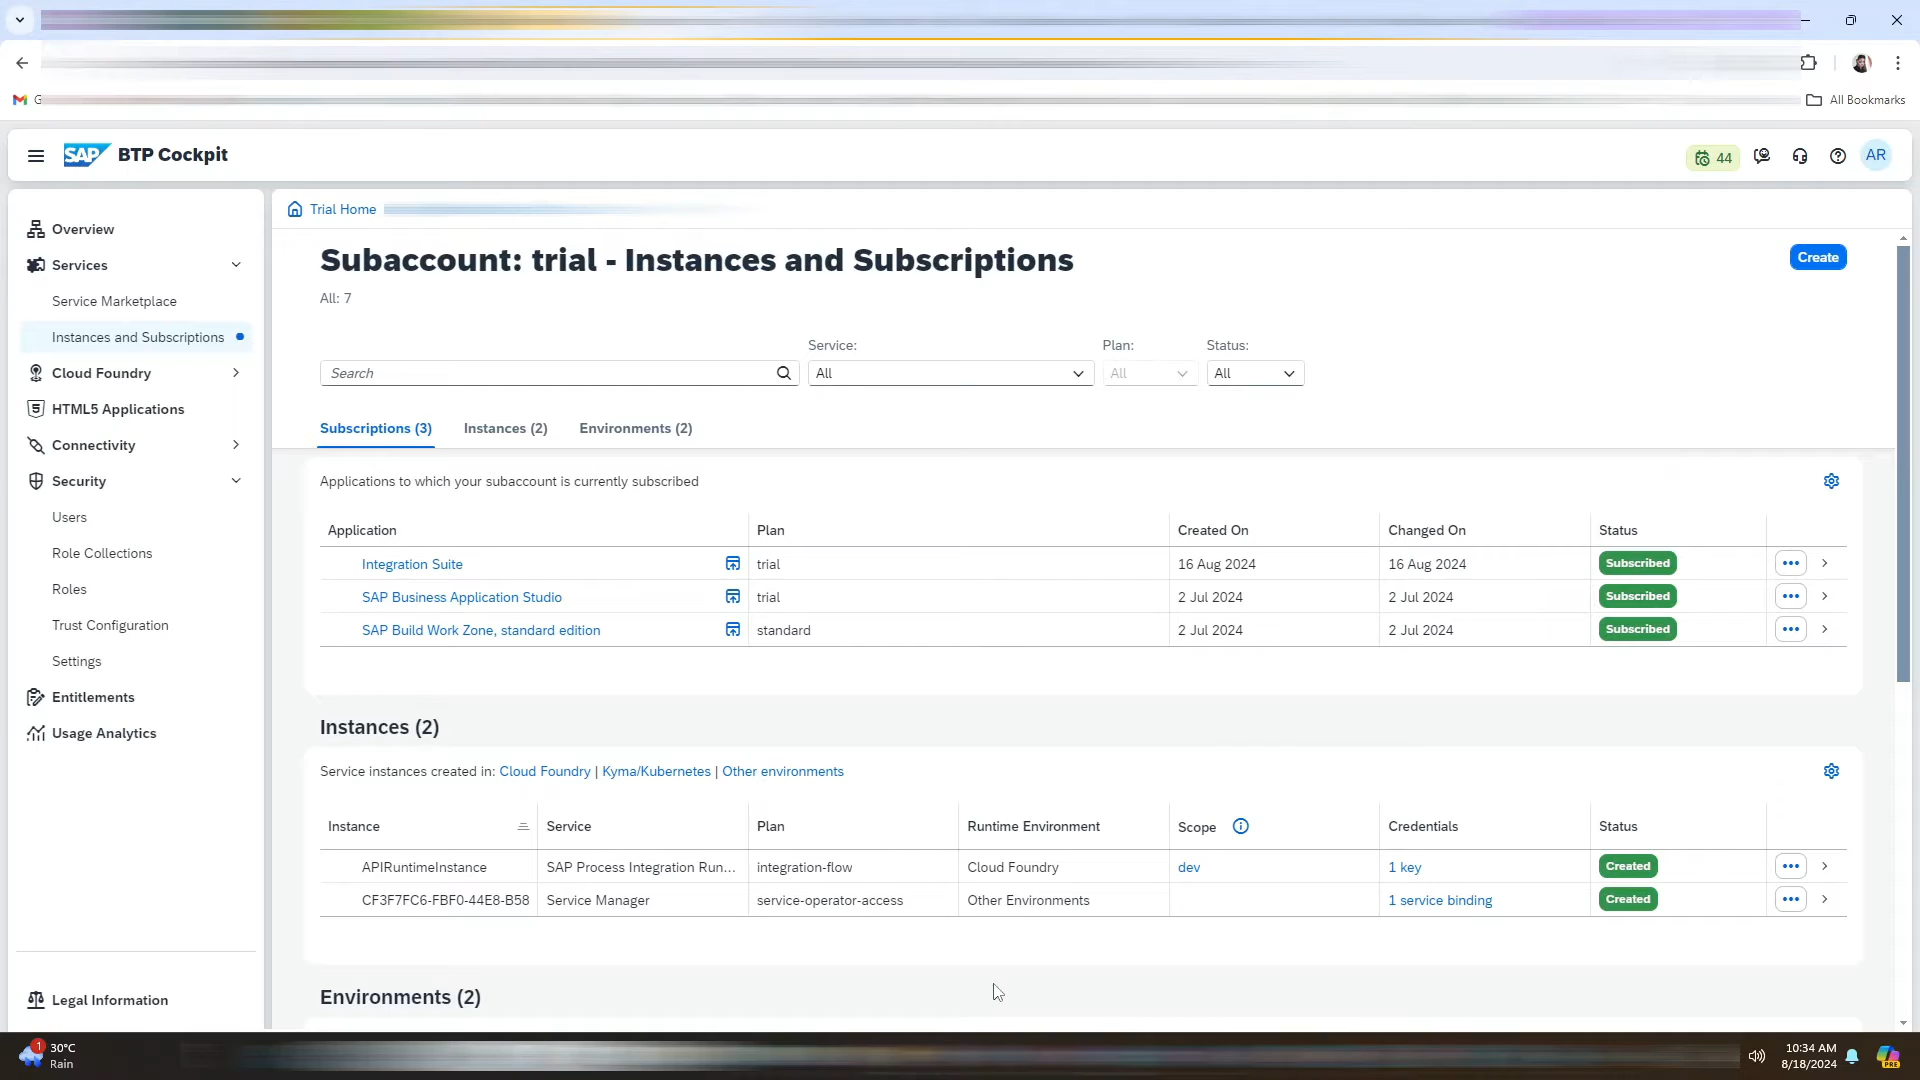 G
All Bookmarks
SAP BTP Cockpit
44
AR
Overview
Services
Service Marketplace
Instances and Subscriptions
Cloud Foundry
HTML5 Applications
Connectivity
Security
Users
Role Collections
Roles
Trust Configuration
Settings
Entitlements
Usage Analytics
Legal Information
Trial Home
Subaccount: trial - Instances and Subscriptions
Create
All: 7
Service: Plan: Status:
Search All All All
Subscriptions (3) Instances (2) Environments (2)
Applications to which your subaccount is currently subscribed
Application Plan Created On Changed On Status
Integration Suite trial 16 Aug 2024 16 Aug 2024 Subscribed
SAP Business Application Studio trial 2 Jul 2024 2 Jul 2024 Subscribed
SAP Build Work Zone, standard edition standard 2 Jul 2024 2 Jul 2024 Subscribed
Instances (2)
Service instances created in: Cloud Foundry | Kyma/Kubernetes | Other environments
Instance Service Plan Runtime Environment Scope Credentials Status
APIRuntimeInstance SAP Process Integration Run... integration-flow Cloud Foundry dev 1 key Created
CF3F7FC6-FBF0-44E8-B58 Service Manager service-operator-access Other Environments 1 service binding Created
Environments (2)
1
30°C
Rain
10:34 AM
8/18/2024
PRE